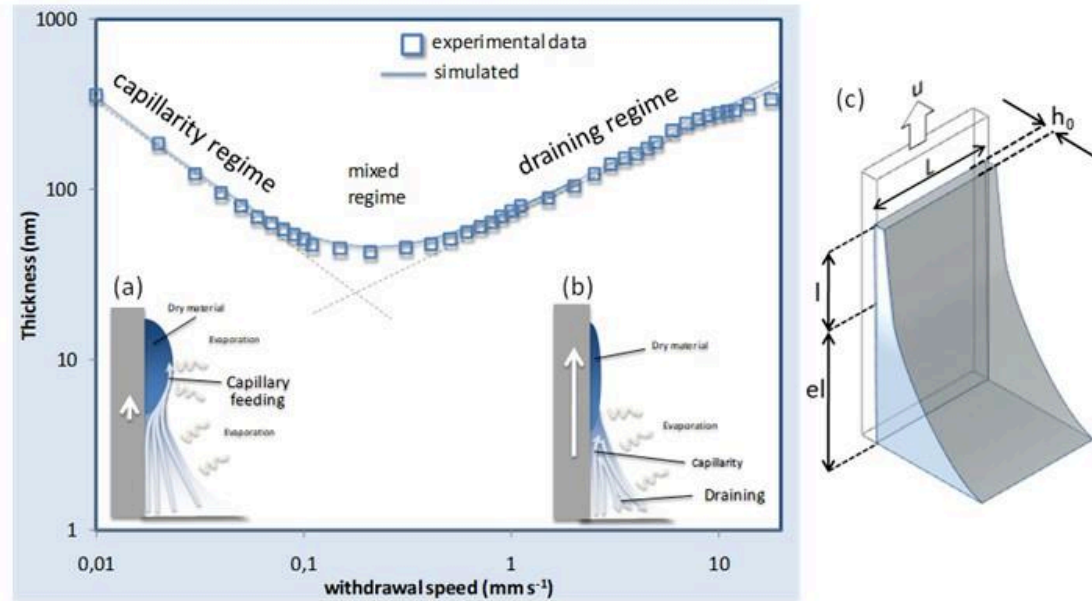 1000
100
10
1
Thickness (nm)
0,01
0,1
1
10
withdrawal speed (mm s⁻¹)
experimental data
simulated
capillarity regime
mixed
regime
draining regime
(a)
Dry material
Evaporation
Capillary
feeding
Evaporation
(b)
Dry material
Evaporation
Capillarity
Draining
(c)
u
h₀
L
l
el